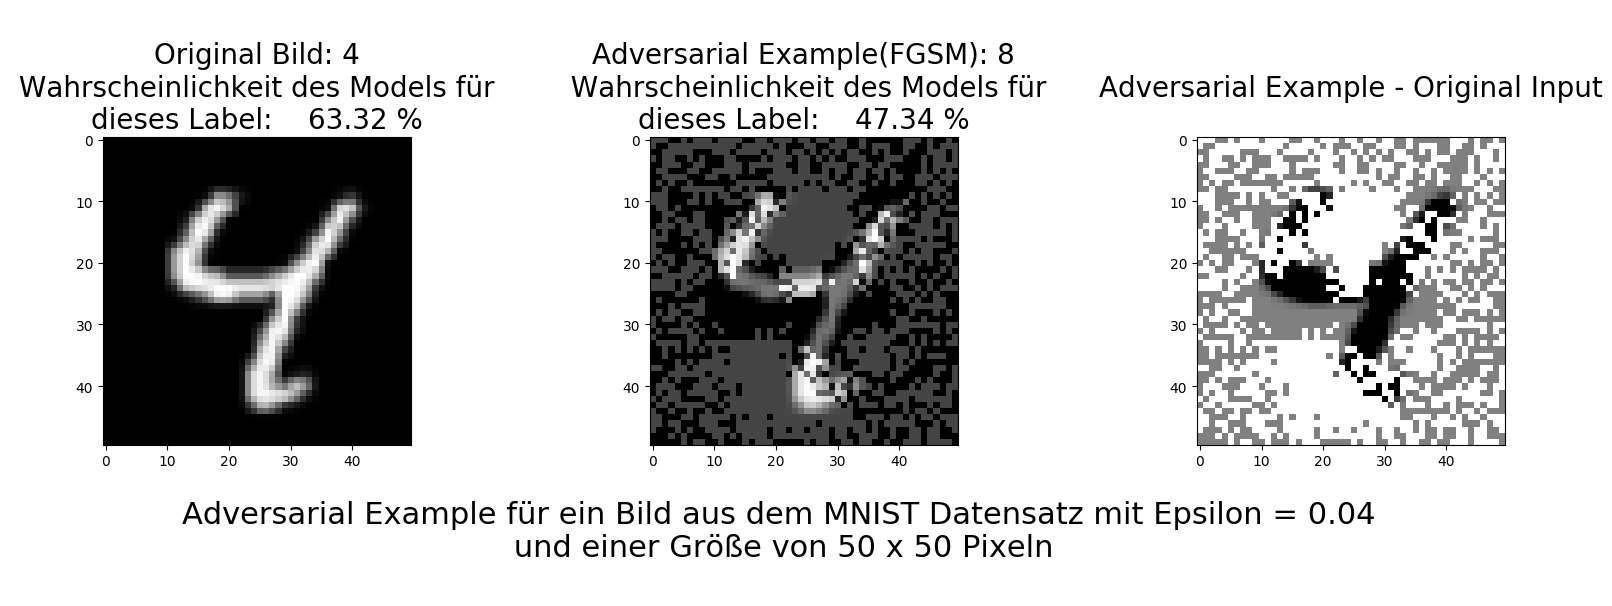 Original Bild: 4
Wahrscheinlichkeit des Models für
dieses Label: 63.32 %
0
10
20
30
40
0 10 20 30 40
Adversarial Example(FGSM): 8
Wahrscheinlichkeit des Models für
dieses Label: 47.34 %
0
10
20
30
40
0 10 20 30 40
Adversarial Example - Original Input
0
10
20
30
40
0 10 20 30 40
Adversarial Example für ein Bild aus dem MNIST Datensatz mit Epsilon = 0.04
und einer Größe von 50 x 50 Pixeln